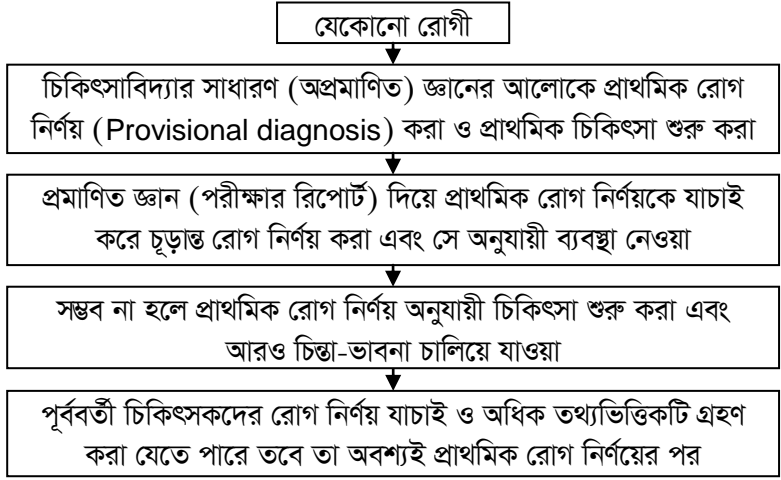 যেকোনো রোগী
চিকিৎসাবিদ্যার সাধারণ (অপ্রমাণিত) জ্ঞানের আলোকে প্রাথমিক রোগ
নির্ণয় (Provisional diagnosis) করা ও প্রাথমিক চিকিৎসা শুরু করা
প্রমাণিত জ্ঞান (পরীক্ষার রিপোর্ট) দিয়ে প্রাথমিক রোগ নির্ণয়কে যাচাই
করে চূড়ান্ত রোগ নির্ণয় করা এবং সে অনুযায়ী ব্যবস্থা নেওয়া
সম্ভব না হলে প্রাথমিক রোগ নির্ণয় অনুযায়ী চিকিৎসা শুরু করা এবং
আরও চিন্তা-ভাবনা চালিয়ে যাওয়া
পূর্ববর্তী চিকিৎসকদের রোগ নির্ণয় যাচাই ও অধিক তথ্যভিত্তিকটি গ্রহণ
করা যেতে পারে তবে তা অবশ্যই প্রাথমিক রোগ নির্ণয়ের পর